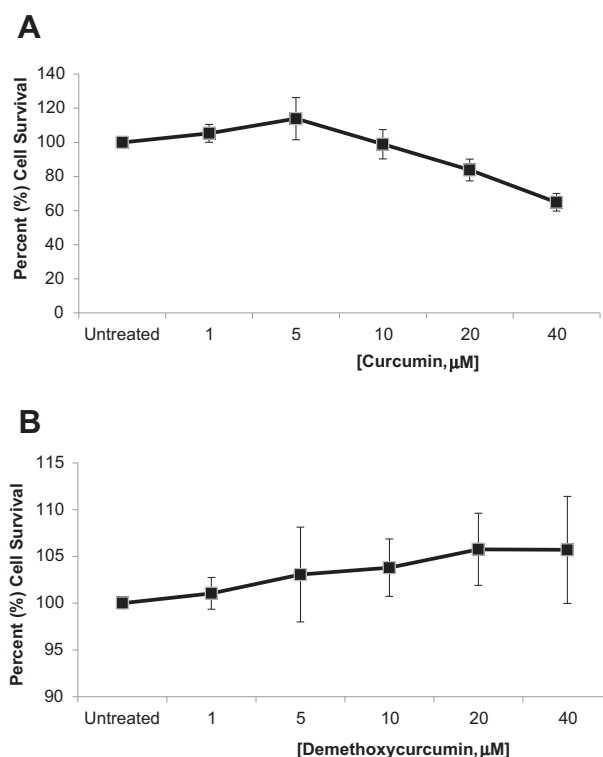 A
Percent (%) Cell Survival
140
120
100
80
60
40
20
0
Untreated 1 5 10 20 40
[Curcumin, μM]
B
Percent (%) Cell Survival
115
110
105
100
95
90
Untreated 1 5 10 20 40
[Demethoxycurcumin, μM]